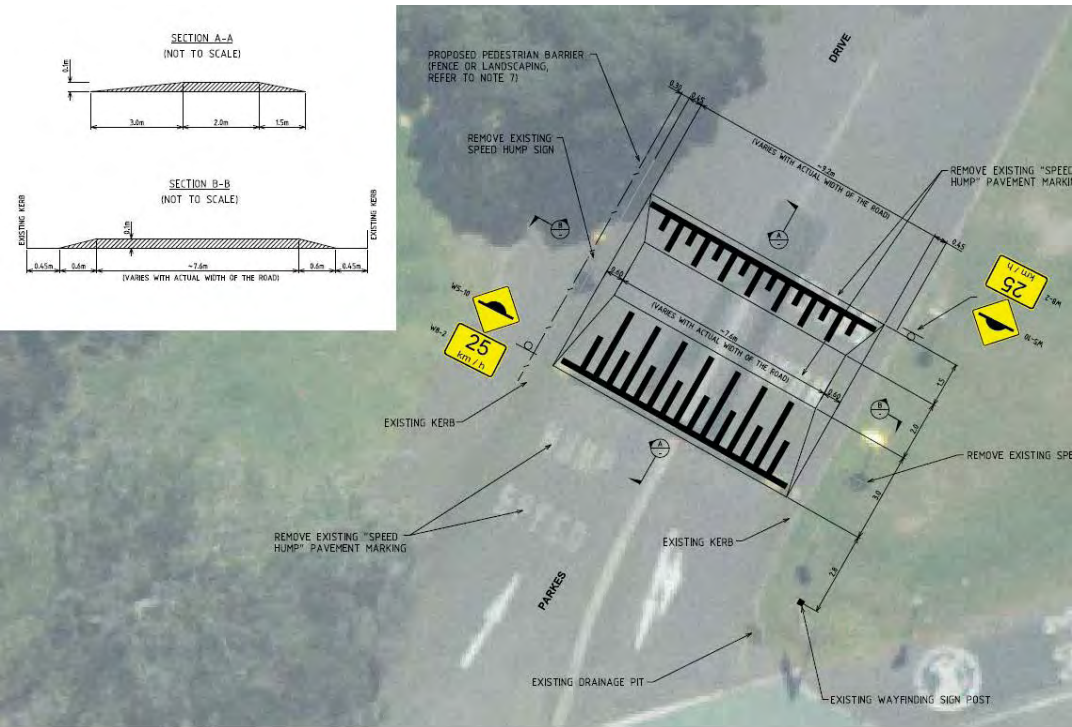 SECTION A-A
(NOT TO SCALE)
0.1m
3.0m
2.0m
1.5m
SECTION B-B
(NOT TO SCALE)
EXISTING KERB
EXISTING KERB
0.1m
0.45m
0.6m
~7.6m
0.6m
0.45m
(VARIES WITH ACTUAL WIDTH OF THE ROAD)
PROPOSED PEDESTRIAN BARRIER
(FENCE OR LANDSCAPING,
REFER TO NOTE 7)
REMOVE EXISTING
SPEED HUMP SIGN
DRIVE
0.30
0.45
~9.2m
(VARIES WITH ACTUAL WIDTH OF THE ROAD)
0.45
REMOVE EXISTING "SPEED
HUMP" PAVEMENT MARKIN
B
A
W5-10
W8-2
25
km/h
25
km/h
W8-2
W5-10
0.60
~7.6m
(VARIES WITH ACTUAL WIDTH OF THE ROAD)
0.60
1.5
2.0
3.0
2.8
B
A
EXISTING KERB
REMOVE EXISTING SPE
REMOVE EXISTING "SPEED
HUMP" PAVEMENT MARKING
EXISTING KERB
PARKES
EXISTING DRAINAGE PIT
EXISTING WAYFINDING SIGN POST